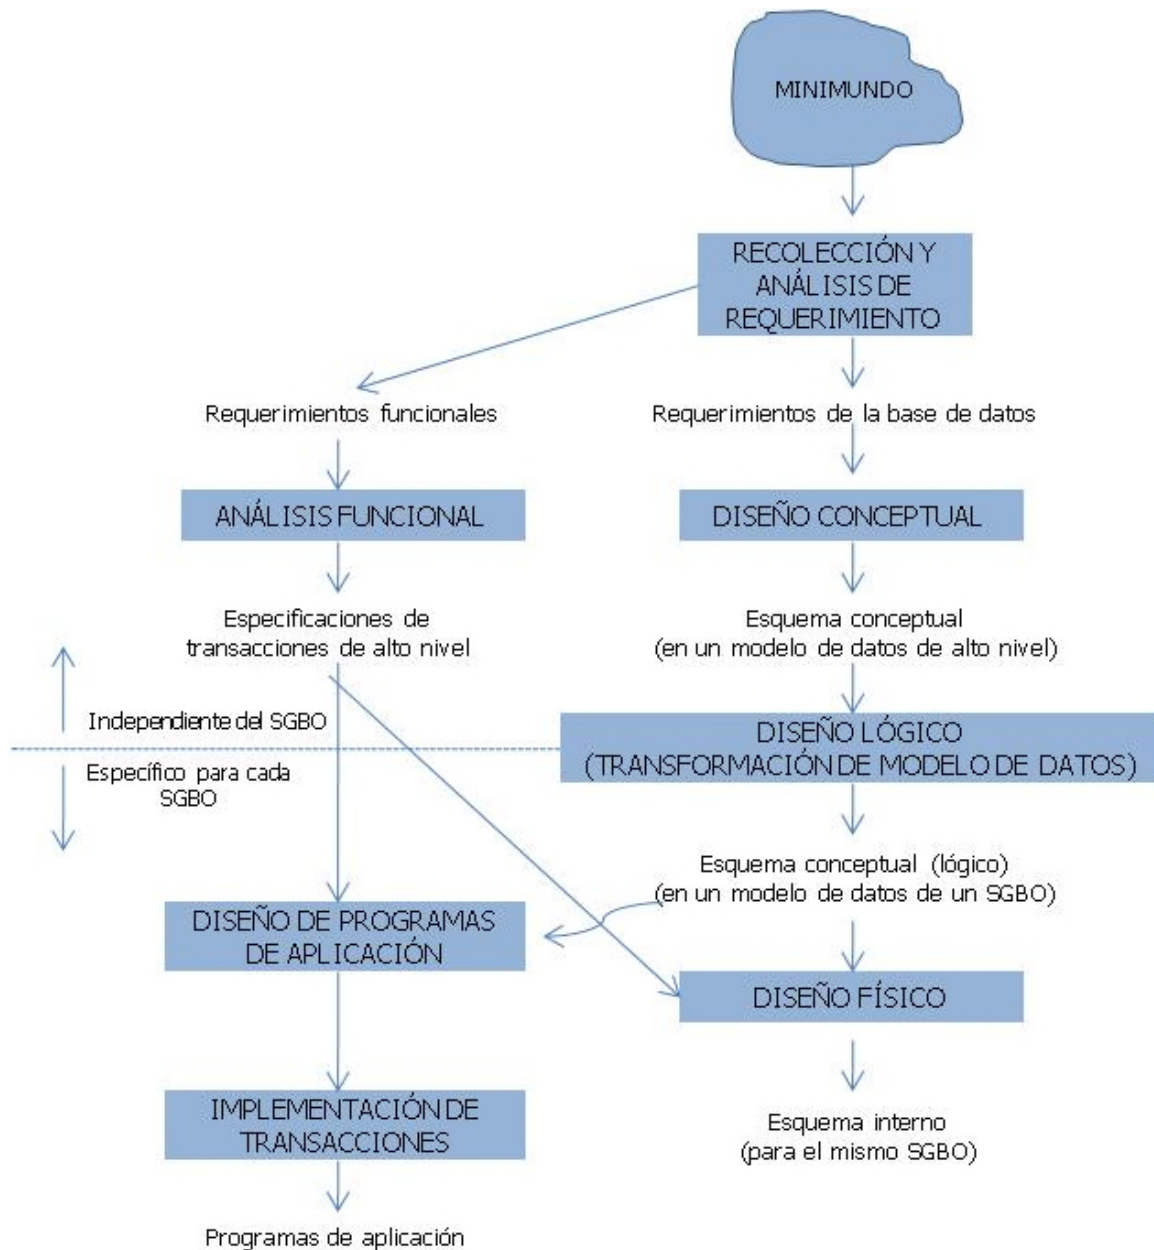 MINIMUNDO
RECOLECCIÓN Y
ANÁLISIS DE
REQUERIMIENTO
Requerimientos funcionales
Requerimientos de la base de datos
ANÁLISIS FUNCIONAL
DISEÑO CONCEPTUAL
Especificaciones de
transacciones de alto nivel
Esquema conceptual
(en un modelo de datos de alto nivel)
Independiente del SGBO
Específico para cada
SGBO
DISEÑO LÓGICO
(TRANSFORMACIÓN DE MODELO DE DATOS)
Esquema conceptual (lógico)
(en un modelo de datos de un SGBO)
DISEÑO DE PROGRAMAS
DE APLICACIÓN
DISEÑO FÍSICO
IMPLEMENTACIÓN DE
TRANSACCIONES
Esquema interno
(para el mismo SGBO)
Programas de aplicación